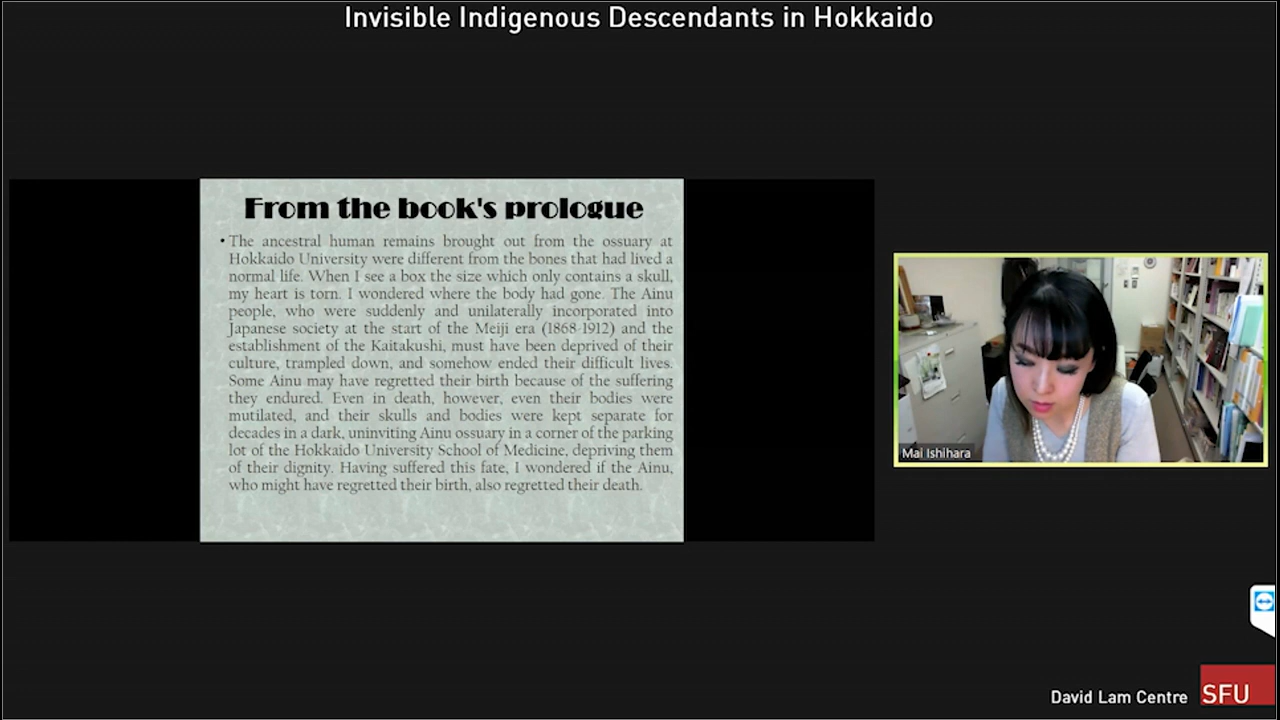 Invisible Indigenous Descendants in Hokkaido
From the book's prologue
• The ancestral human remains brought out from the ossuary at
Hokkaido University were different from the bones that had lived a
normal life. When I see a box the size which only contains a skull,
my heart is torn. I wondered where the body had gone. The Ainu
people, who were suddenly and unilaterally incorporated into
Japanese society at the start of the Meiji era (1868-1912) and the
establishment of the Kaitakushi, must have been deprived of their
culture, trampled down, and somehow ended their difficult lives.
Some Ainu may have regretted their birth because of the suffering
they endured. Even in death, however, even their bodies were
mutilated, and their skulls and bodies were kept separate for
decades in a dark, uninviting Ainu ossuary in a corner of the parking
lot of the Hokkaido University School of Medicine, depriving them
of their dignity. Having suffered this fate, I wondered if the Ainu,
who might have regretted their birth, also regretted their death.
Mai Ishihara
David Lam Centre
SFU